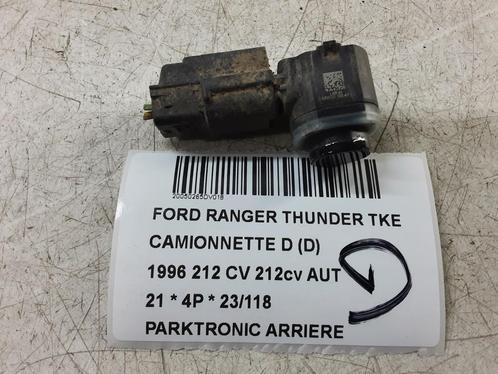 20050265DV018
FORD RANGER THUNDER TKE
CAMIONNETTE D (D)
1996 212 CV 212cv AUT
21 * 4P * 23/118
PARKTRONIC ARRIERE